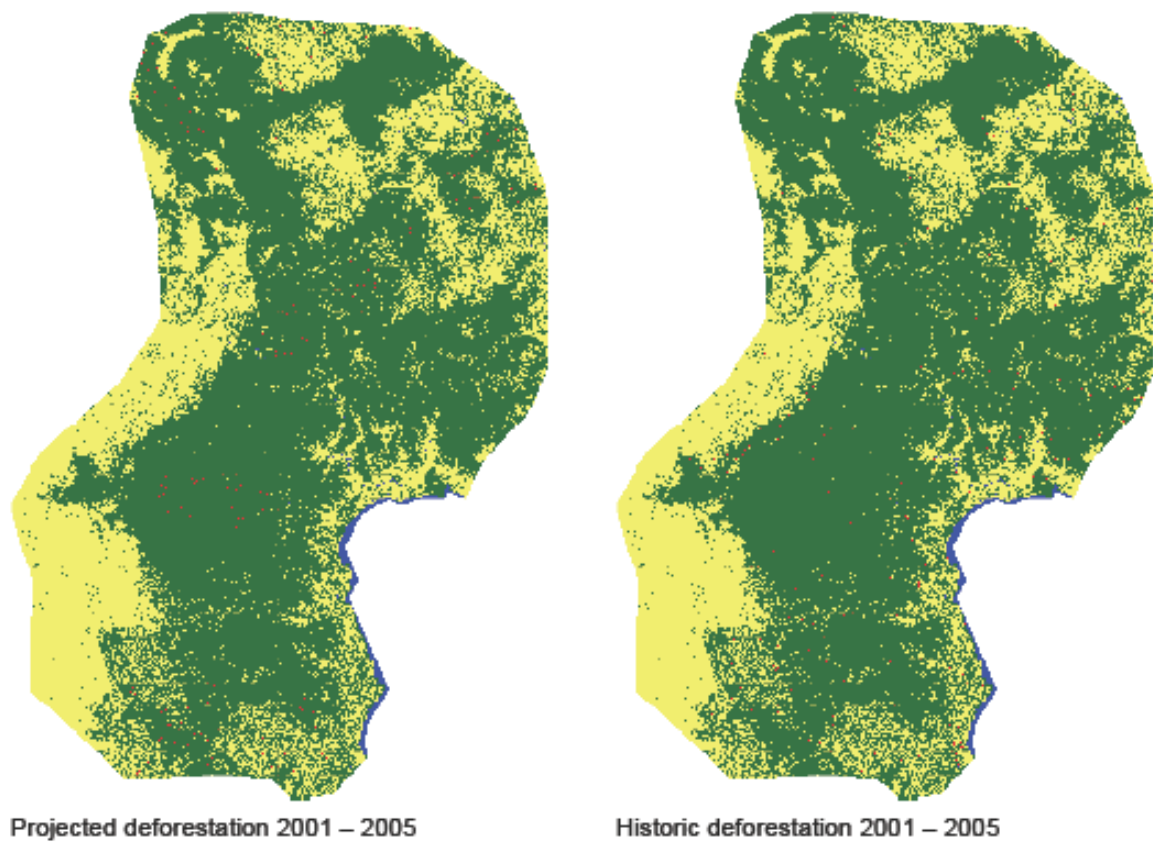 Projected deforestation 2001 – 2005
Historic deforestation 2001 – 2005